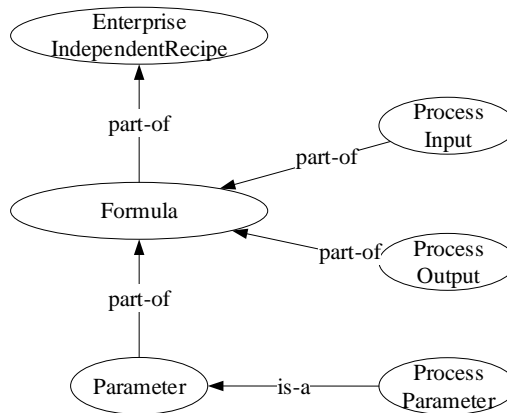 Enterprise
IndependentRecipe
part-of
Process
Input
part-of
Formula
part-of
Process
Output
part-of
Parameter
is-a
Process
Parameter